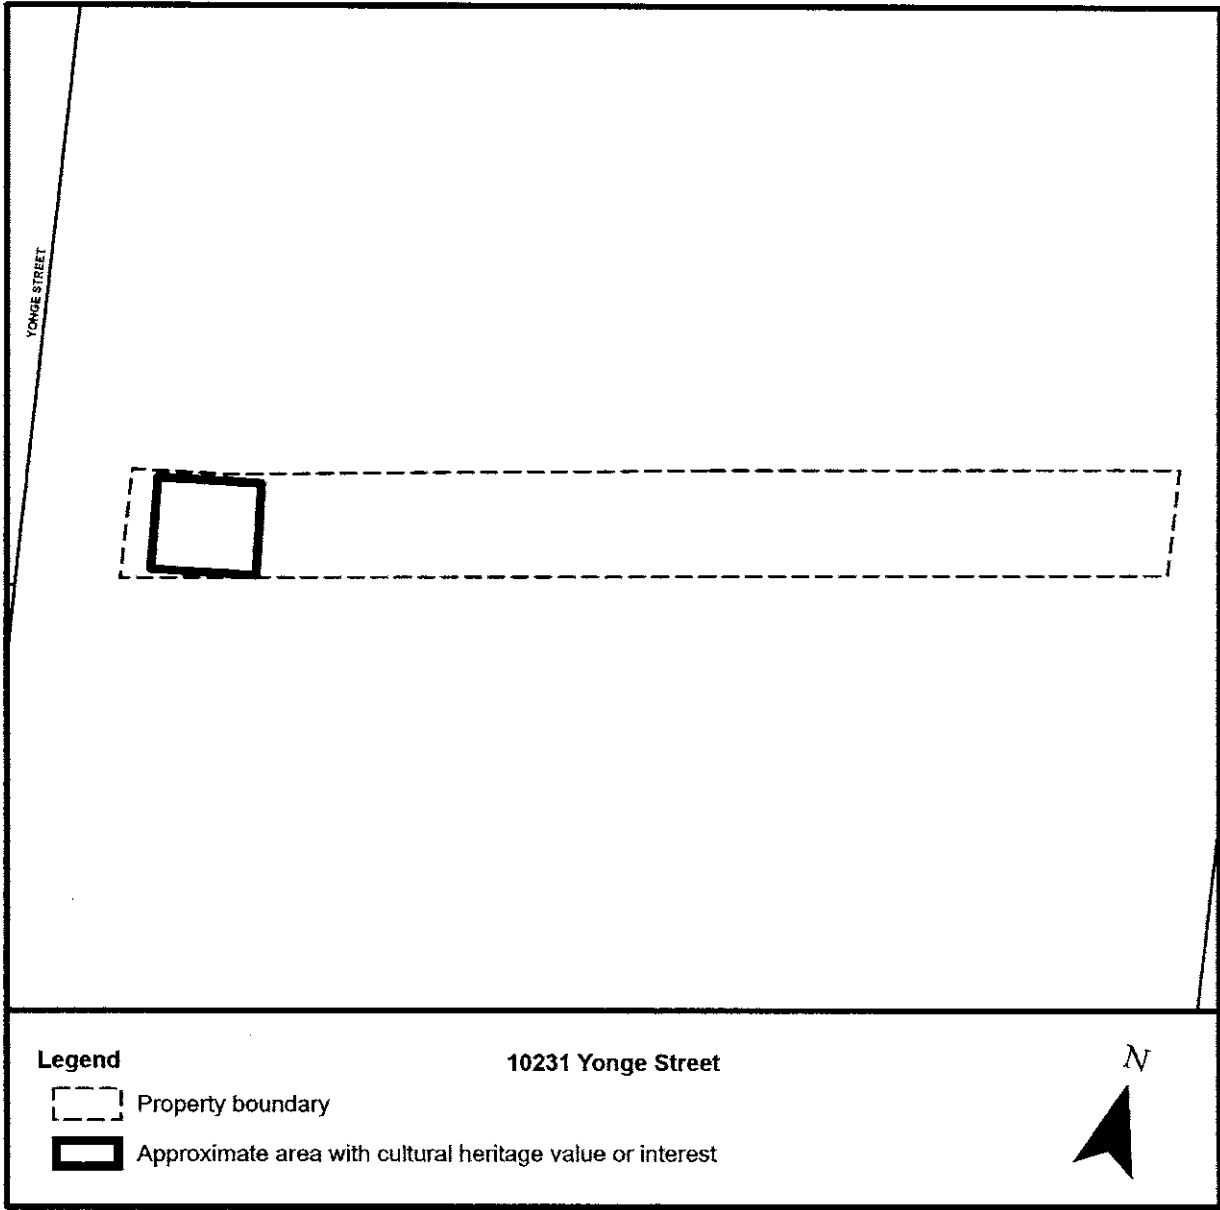 YONGE STREET
Legend
10231 Yonge Street
N
Property boundary
Approximate area with cultural heritage value or interest